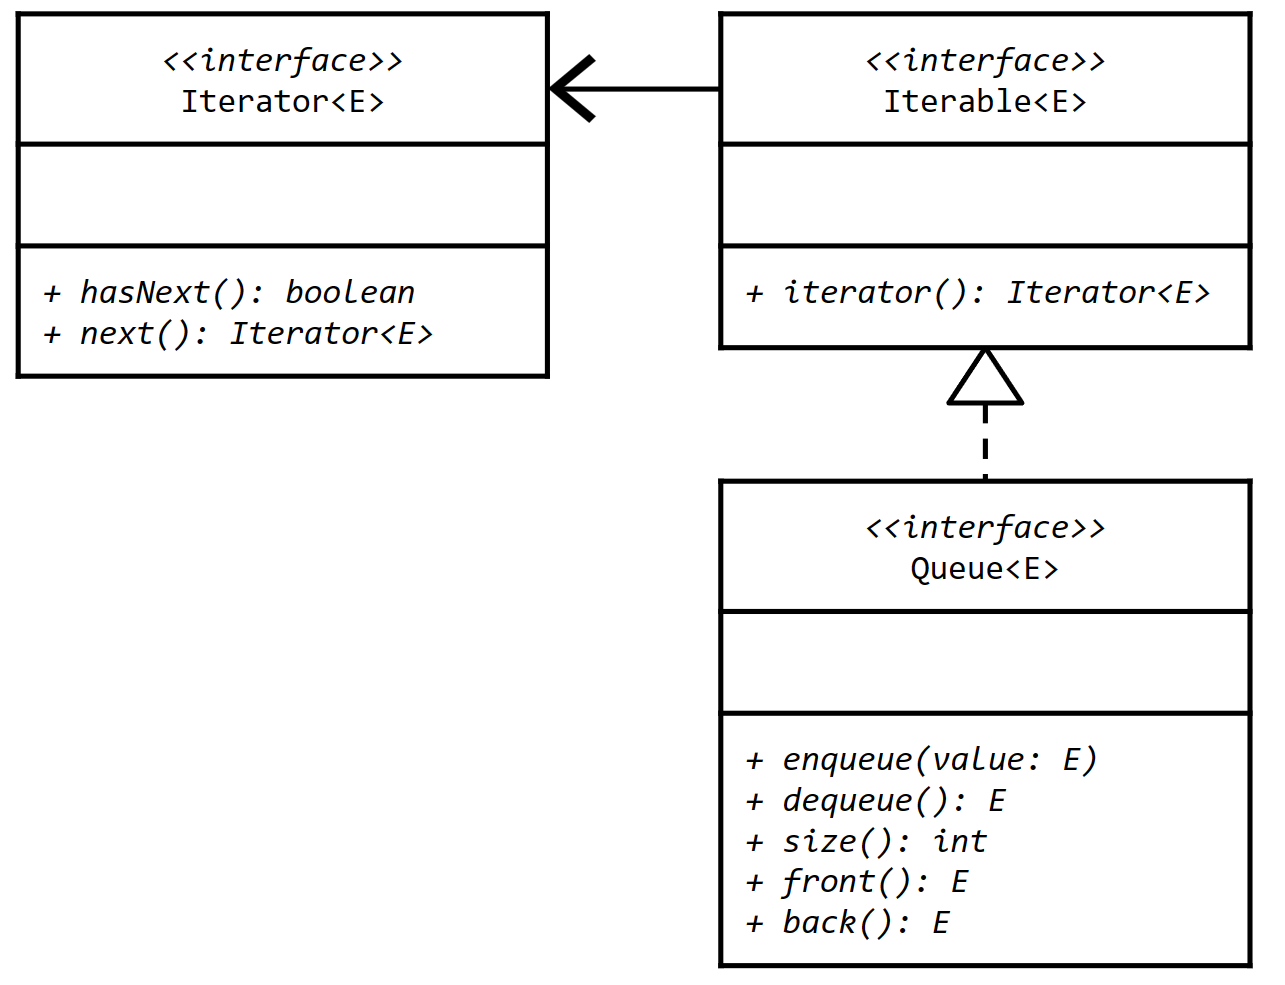 <<interface>>
Iterator<E>
+ hasNext(): boolean
+ next(): Iterator<E>
<<interface>>
Iterable<E>
+ iterator(): Iterator<E>
<<interface>>
Queue<E>
+ enqueue(value: E)
+ dequeue(): E
+ size(): int
+ front(): E
+ back(): E